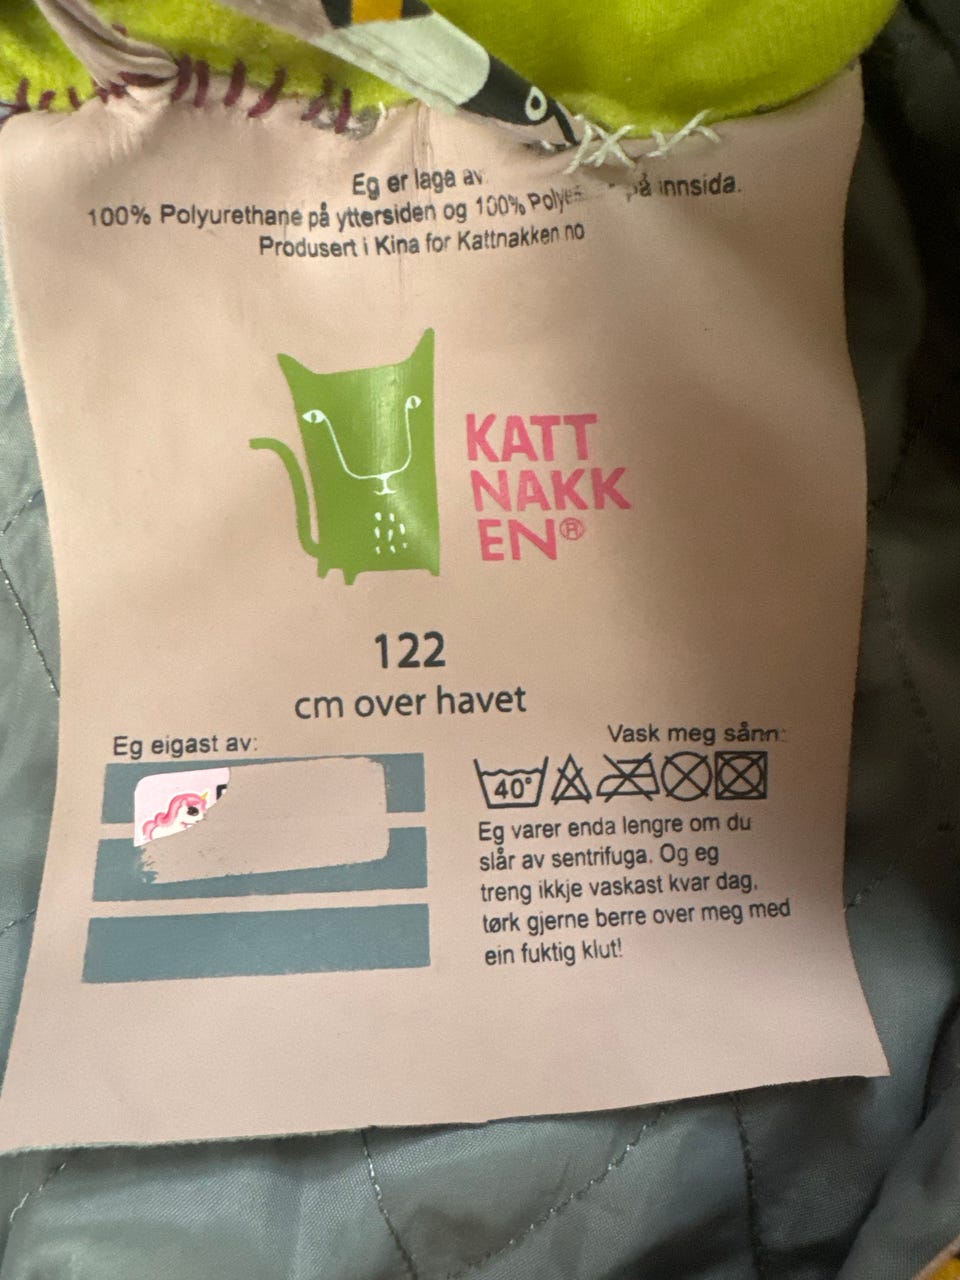 Eg er laga av
100% Polyurethane på yttersiden og 100% på innsida.
Produsert i Kina for Kattnakken no
KATT
NAKK
EN®
122
cm over havet
Eg eigast av:
Vask meg sånn:
40°
Eg varer enda lengre om du
slår av sentrifuga. Og eg
treng ikkje vaskast kvar dag,
tørk gjerne berre over meg med
ein fuktig klut!